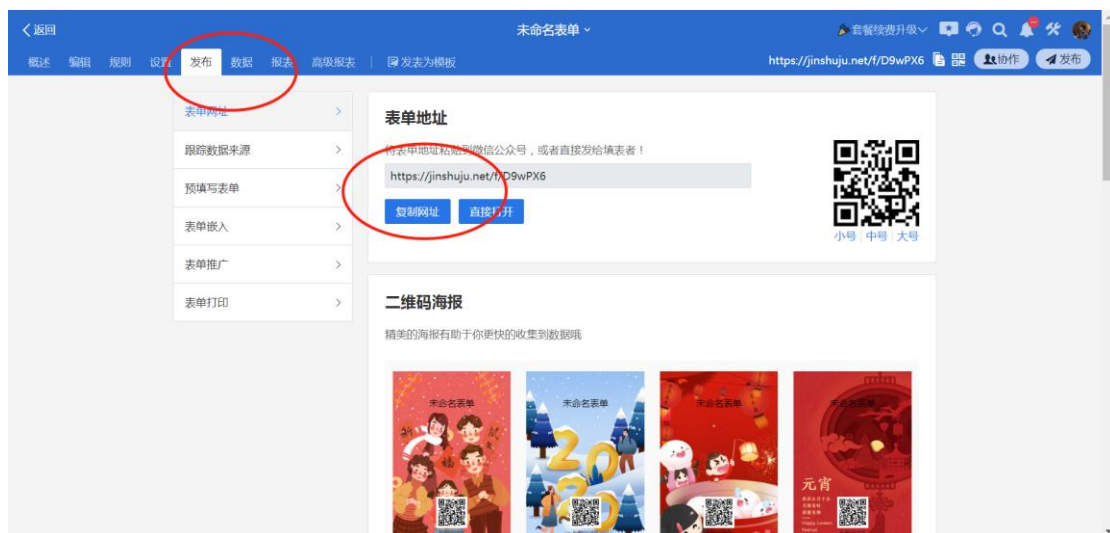 返回
未命名表单
套餐续费升级
概述 编辑 规则 设置 发布 数据 报表 高级报表 | 发表为模板
https://jinshuju.net/f/D9wPX6
协作
发布
表单网址
跟踪数据来源
预填写表单
表单嵌入
表单推广
表单打印
表单地址
将表单地址粘贴到微信公众号，或者直接发给填表者！
https://jinshuju.net/f/D9wPX6
复制网址 直接打开
小号 中号 大号
二维码海报
精美的海报有助于你更快的收集到数据哦
未命名表单
未命名表单
2020
未命名表单
未命名表单
元宵